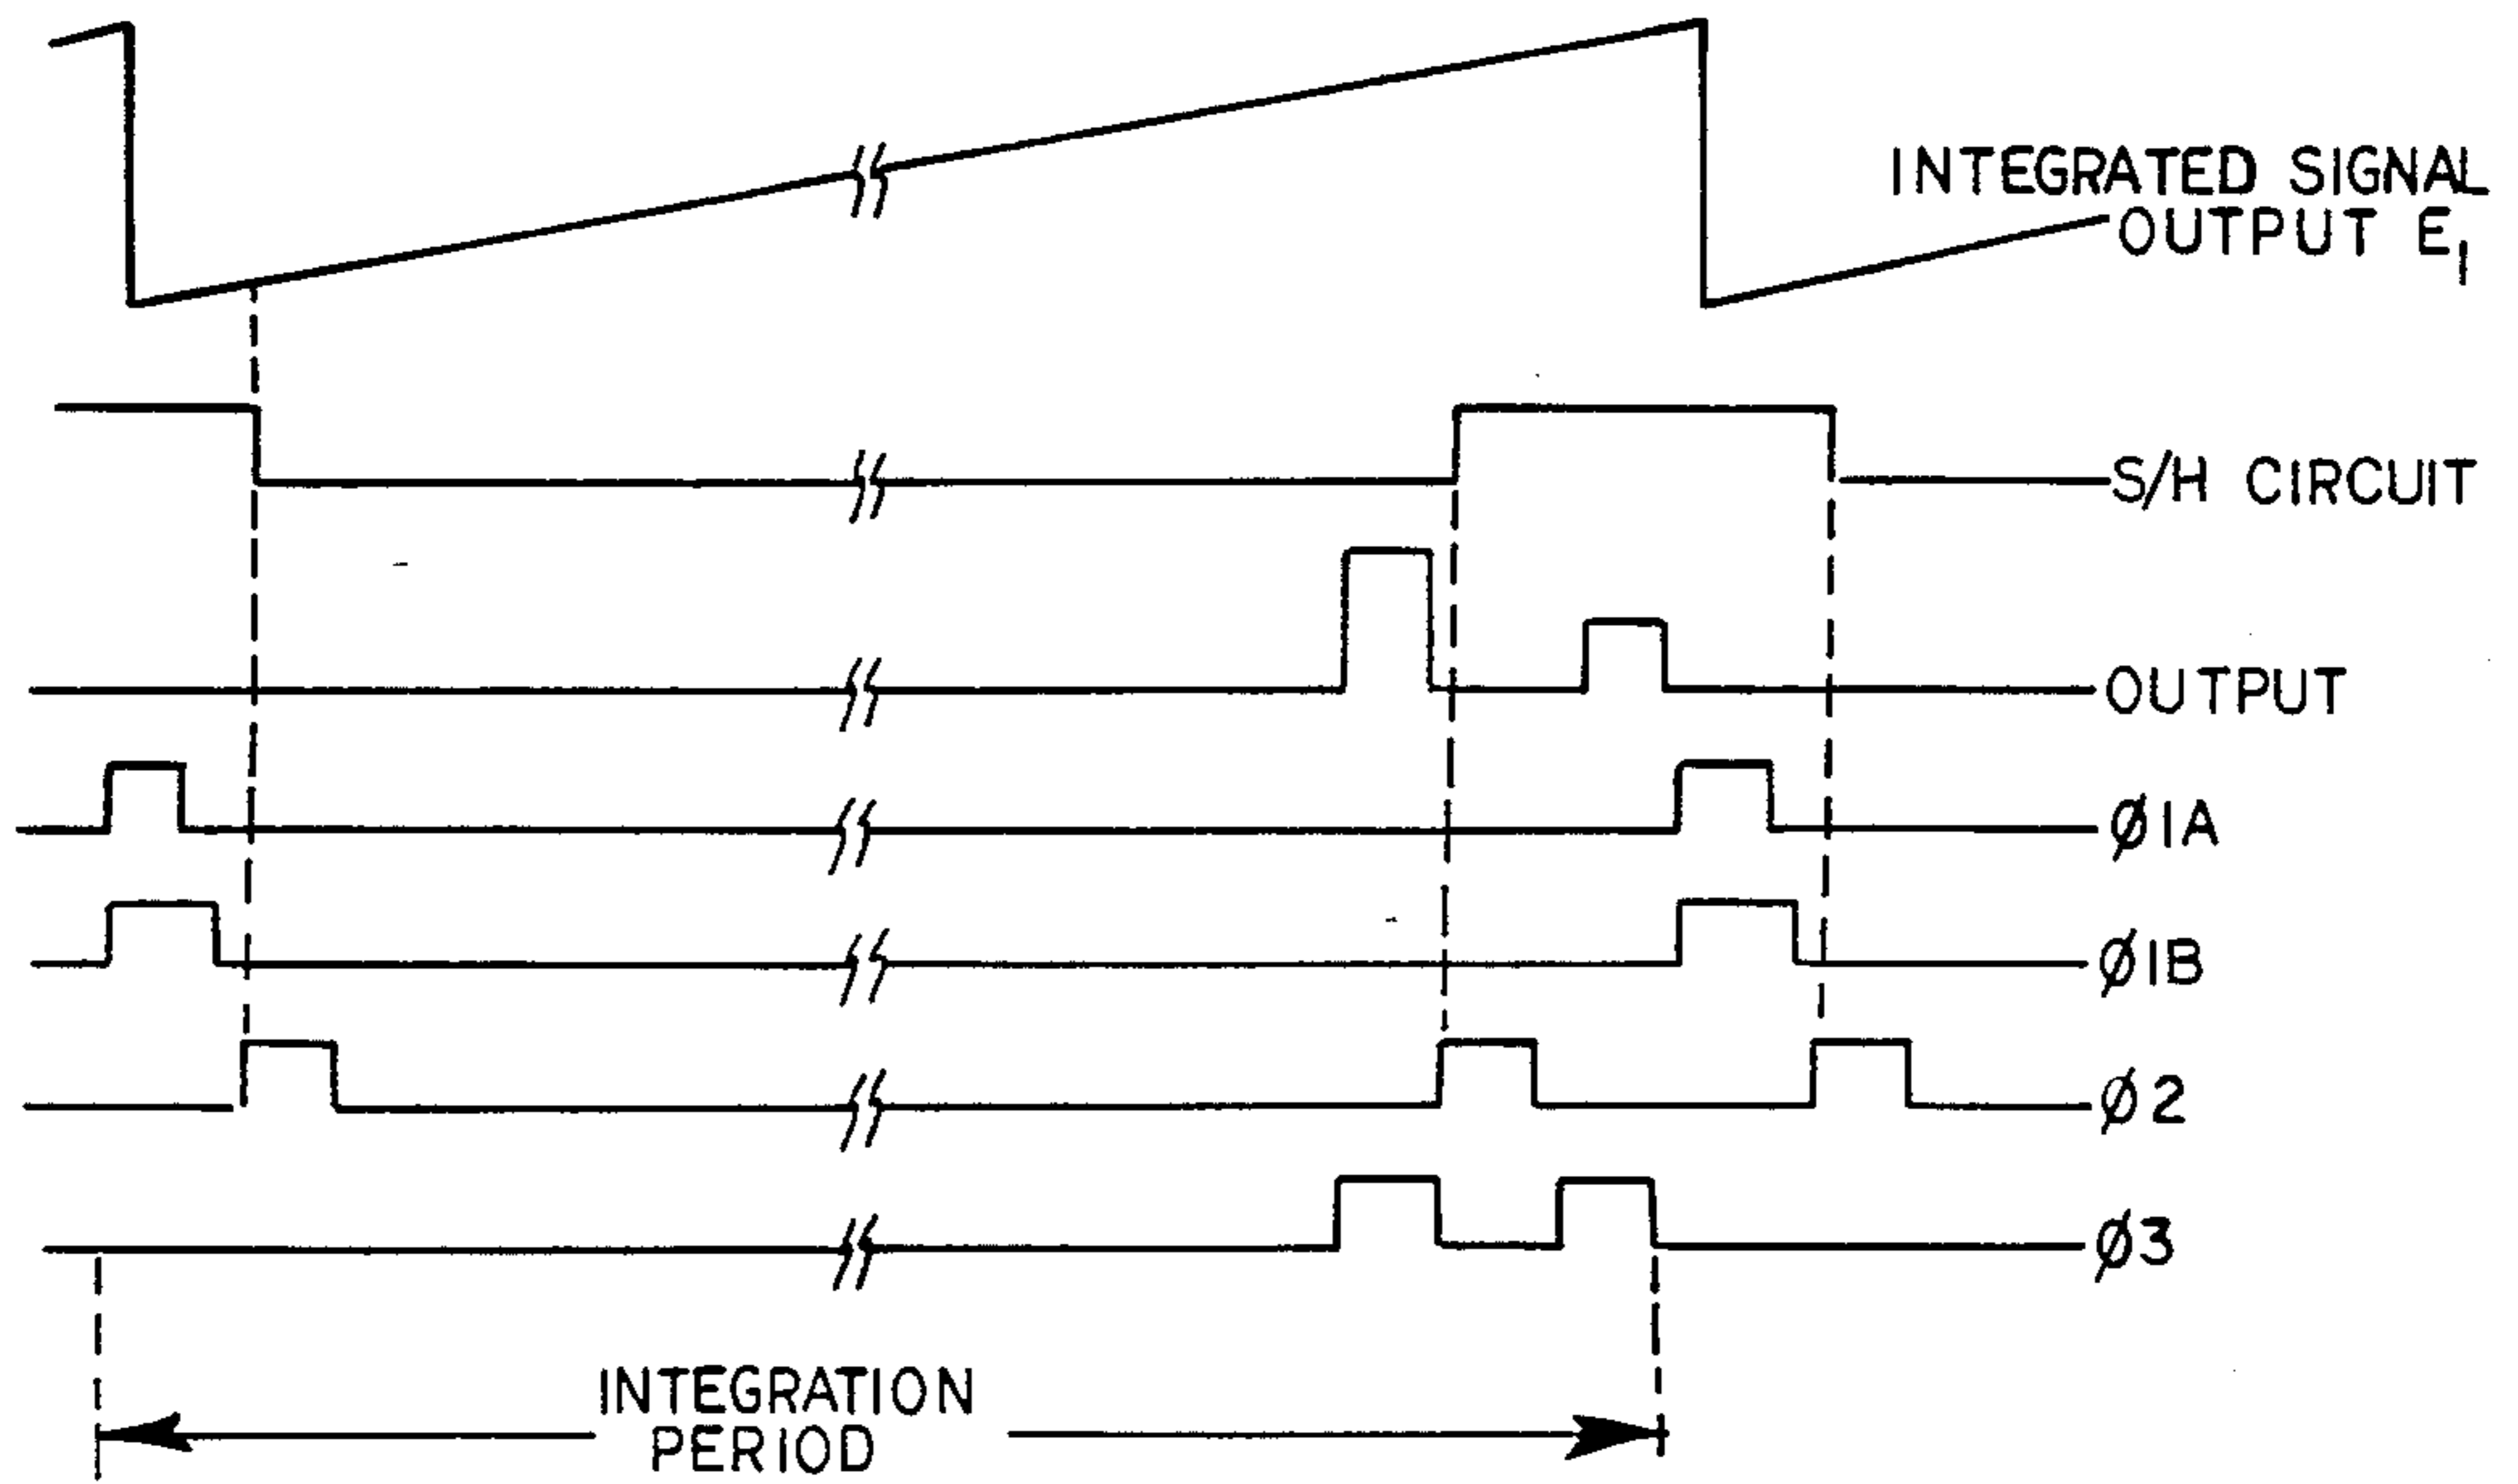 INTEGRATED SIGNAL
OUTPUT E₁
S/H CIRCUIT
OUTPUT
ø1A
ø1B
ø2
ø3
INTEGRATION
PERIOD